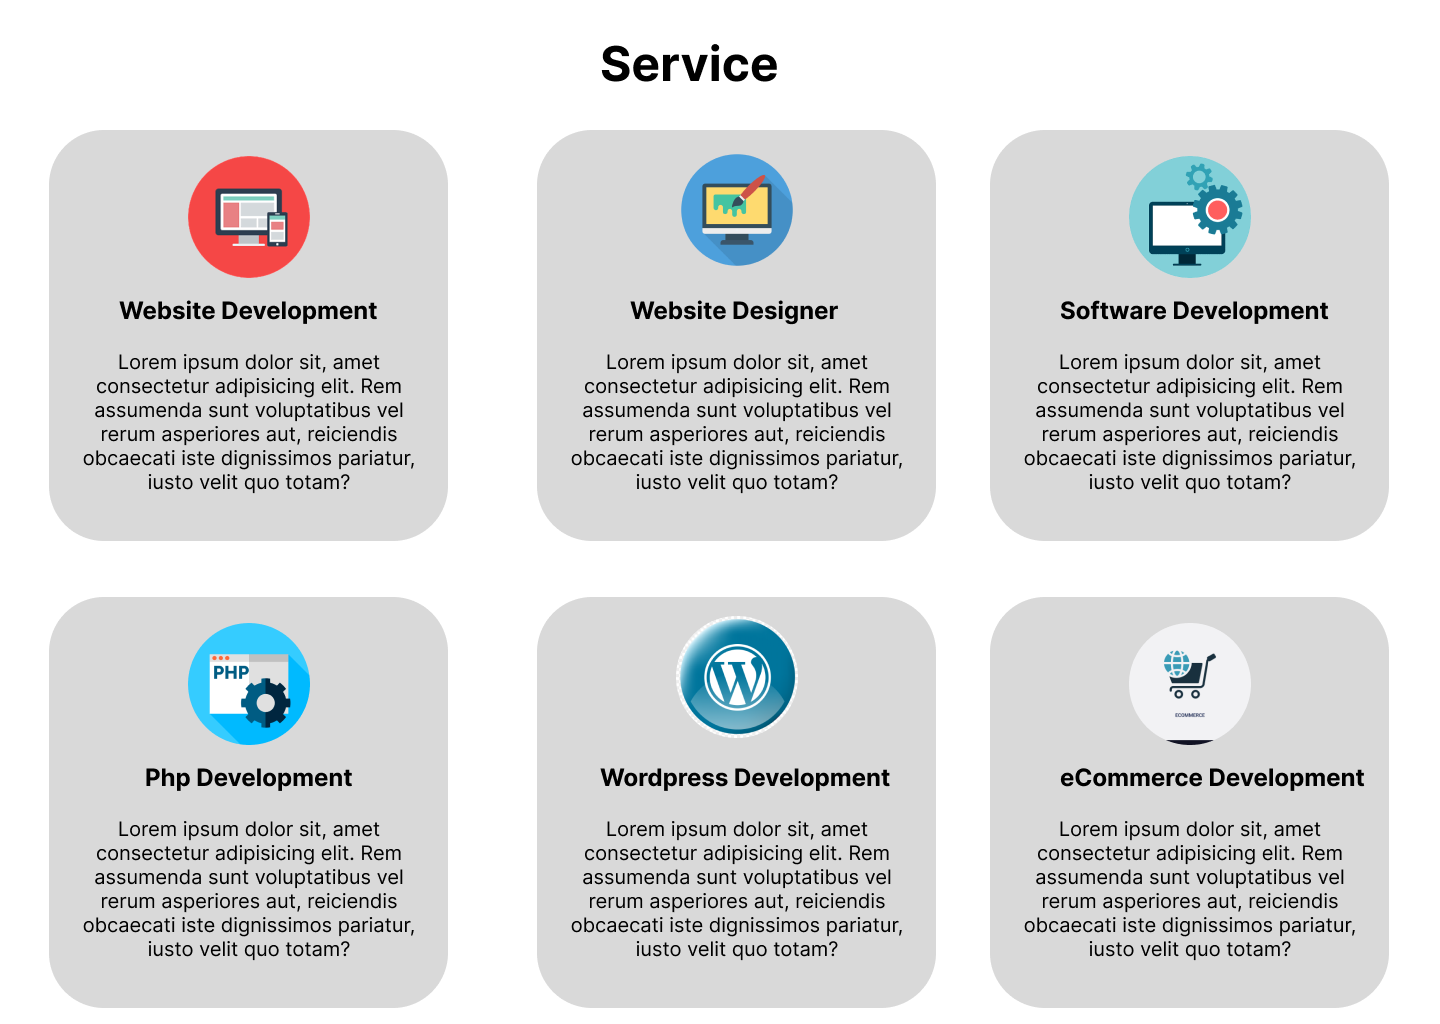 Service
Website Development
Lorem ipsum dolor sit, amet
consectetur adipisicing elit. Rem
assumenda sunt voluptatibus vel
rerum asperiores aut, reiciendis
obcaecati iste dignissimos pariatur,
iusto velit quo totam?
Website Designer
Lorem ipsum dolor sit, amet
consectetur adipisicing elit. Rem
assumenda sunt voluptatibus vel
rerum asperiores aut, reiciendis
obcaecati iste dignissimos pariatur,
iusto velit quo totam?
Software Development
Lorem ipsum dolor sit, amet
consectetur adipisicing elit. Rem
assumenda sunt voluptatibus vel
rerum asperiores aut, reiciendis
obcaecati iste dignissimos pariatur,
iusto velit quo totam?
PHP
Php Development
Lorem ipsum dolor sit, amet
consectetur adipisicing elit. Rem
assumenda sunt voluptatibus vel
rerum asperiores aut, reiciendis
obcaecati iste dignissimos pariatur,
iusto velit quo totam?
W
Wordpress Development
Lorem ipsum dolor sit, amet
consectetur adipisicing elit. Rem
assumenda sunt voluptatibus vel
rerum asperiores aut, reiciendis
obcaecati iste dignissimos pariatur,
iusto velit quo totam?
ECOMMERCE
eCommerce Development
Lorem ipsum dolor sit, amet
consectetur adipisicing elit. Rem
assumenda sunt voluptatibus vel
rerum asperiores aut, reiciendis
obcaecati iste dignissimos pariatur,
iusto velit quo totam?